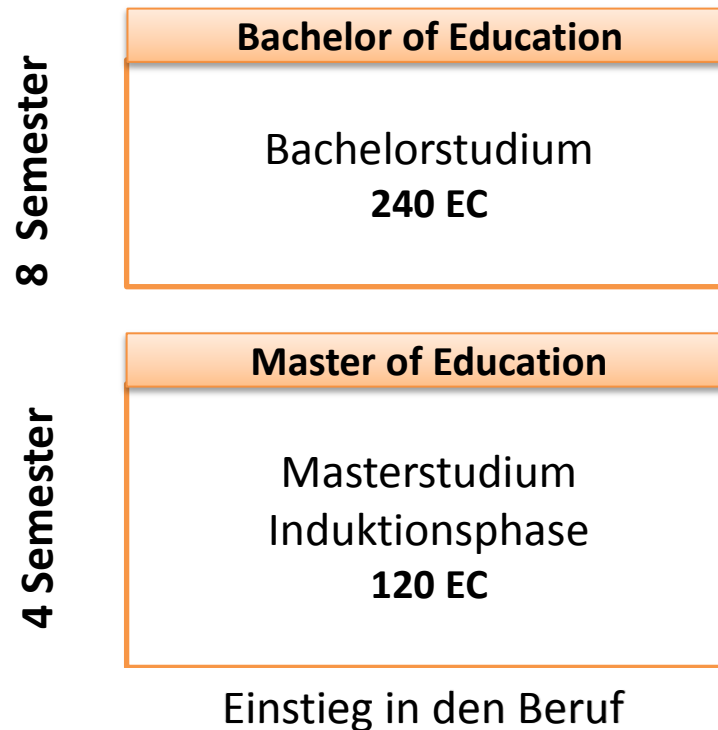 8 Semester
Bachelor of Education
Bachelorstudium
240 EC
4 Semester
Master of Education
Masterstudium
Induktionsphase
120 EC
Einstieg in den Beruf